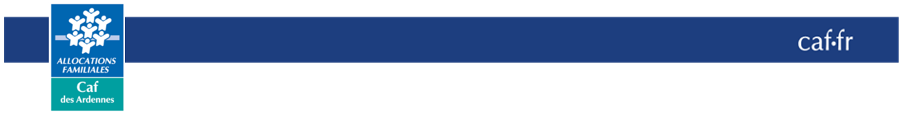 ALLOCATIONS
FAMILIALES
Caf
des Ardennes
caf.fr